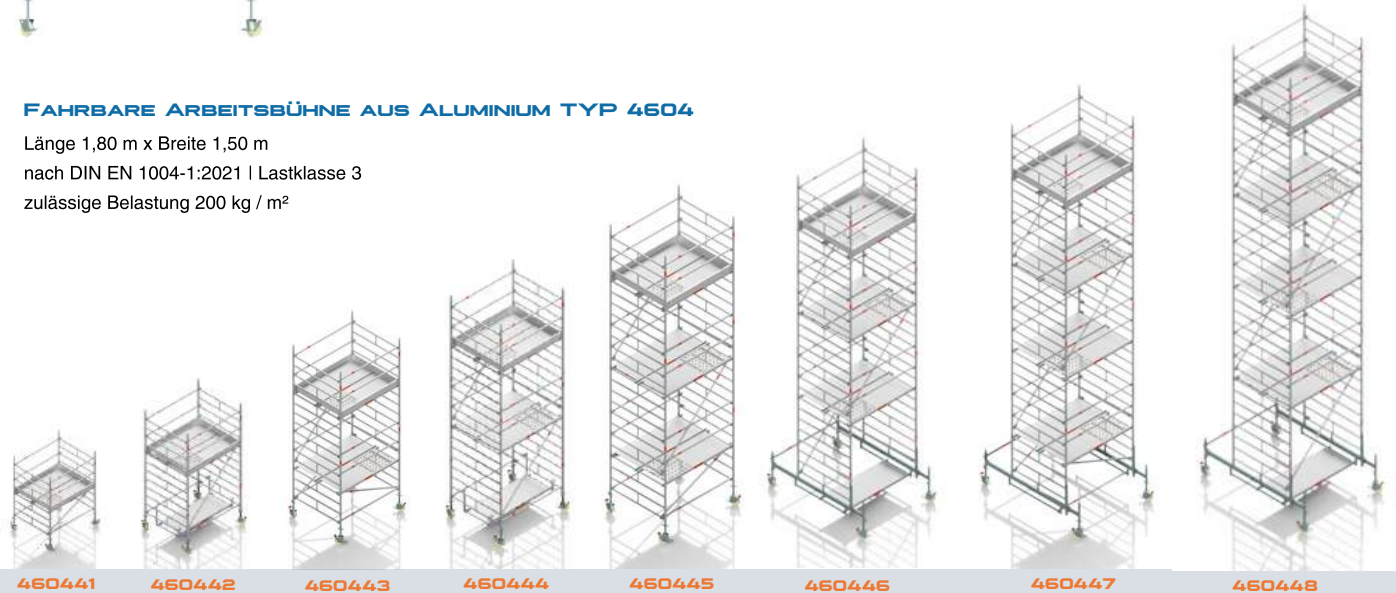 FAHRBARE ARBEITSBÜHNE AUS ALUMINIUM TYP 4604
Länge 1,80 m x Breite 1,50 m
nach DIN EN 1004-1:2021 | Lastklasse 3
zulässige Belastung 200 kg / m²
460441 460442 460443 460444 460445 460446 460447 460448